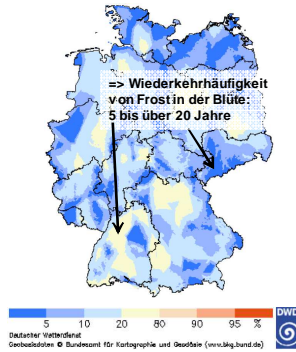 => Wiederkehrhäufigkeit
von Frost in der Blüte:
5 bis über 20 Jahre
5 10 20 80 90 95 %
DWD
Deutscher Wetterdienst
Geobasisdaten © Bundesamt für Kartographie und Geodäsie (www.bkg.bund.de)